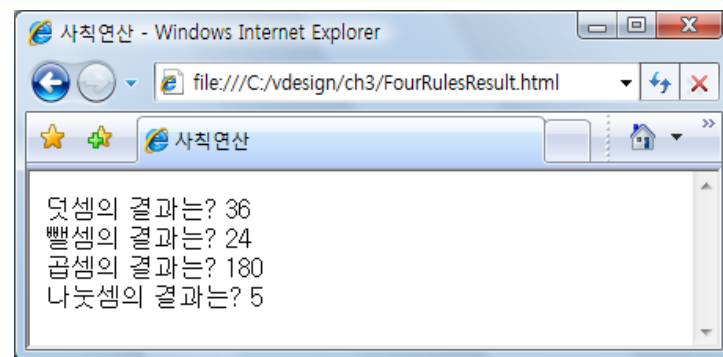 사칙연산 - Windows Internet Explorer
file:///C:/vdesign/ch3/FourRulesResult.html
사칙연산
덧셈의 결과는? 36
뺄셈의 결과는? 24
곱셈의 결과는? 180
나눗셈의 결과는? 5